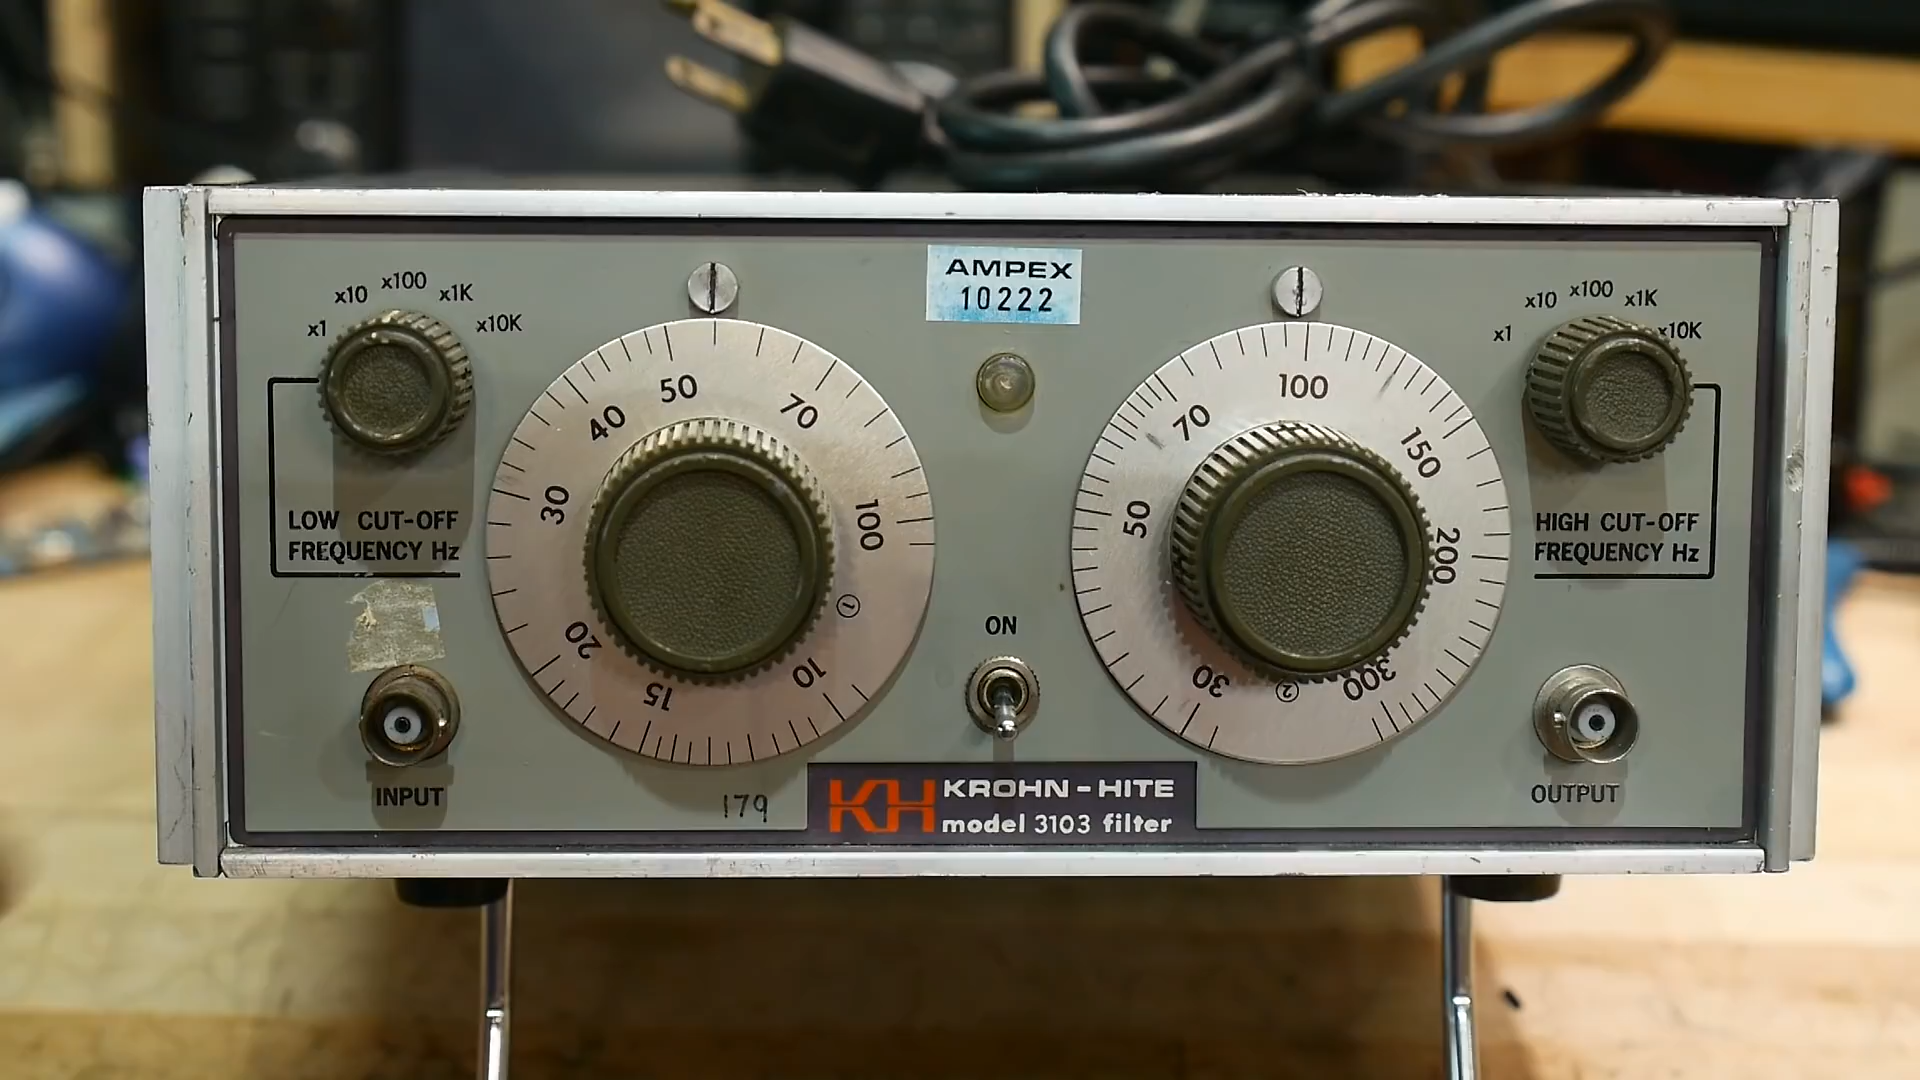 AMPEX
10222
x1
x10
x100
x1K
x10K
LOW CUT-OFF
FREQUENCY Hz
10
15
20
30
40
50
70
100
1
30
50
70
100
150
200
300
2
x1
x10
x100
x1K
x10K
HIGH CUT-OFF
FREQUENCY Hz
ON
INPUT
OUTPUT
179
KH KROHN-HITE
model 3103 filter